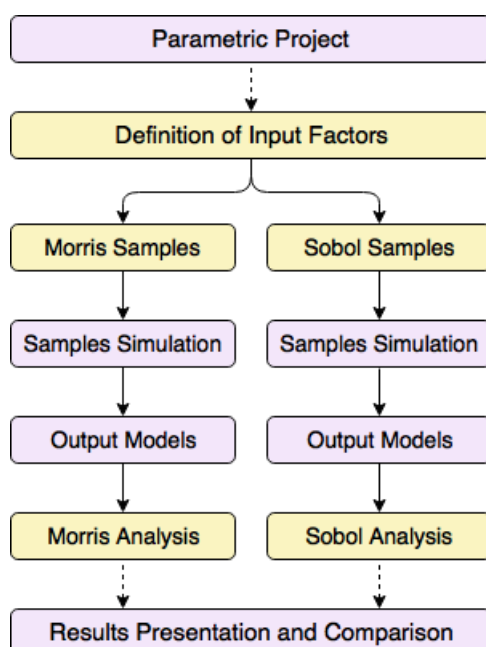 Parametric Project
Definition of Input Factors
Morris Samples
Sobol Samples
Samples Simulation
Samples Simulation
Output Models
Output Models
Morris Analysis
Sobol Analysis
Results Presentation and Comparison